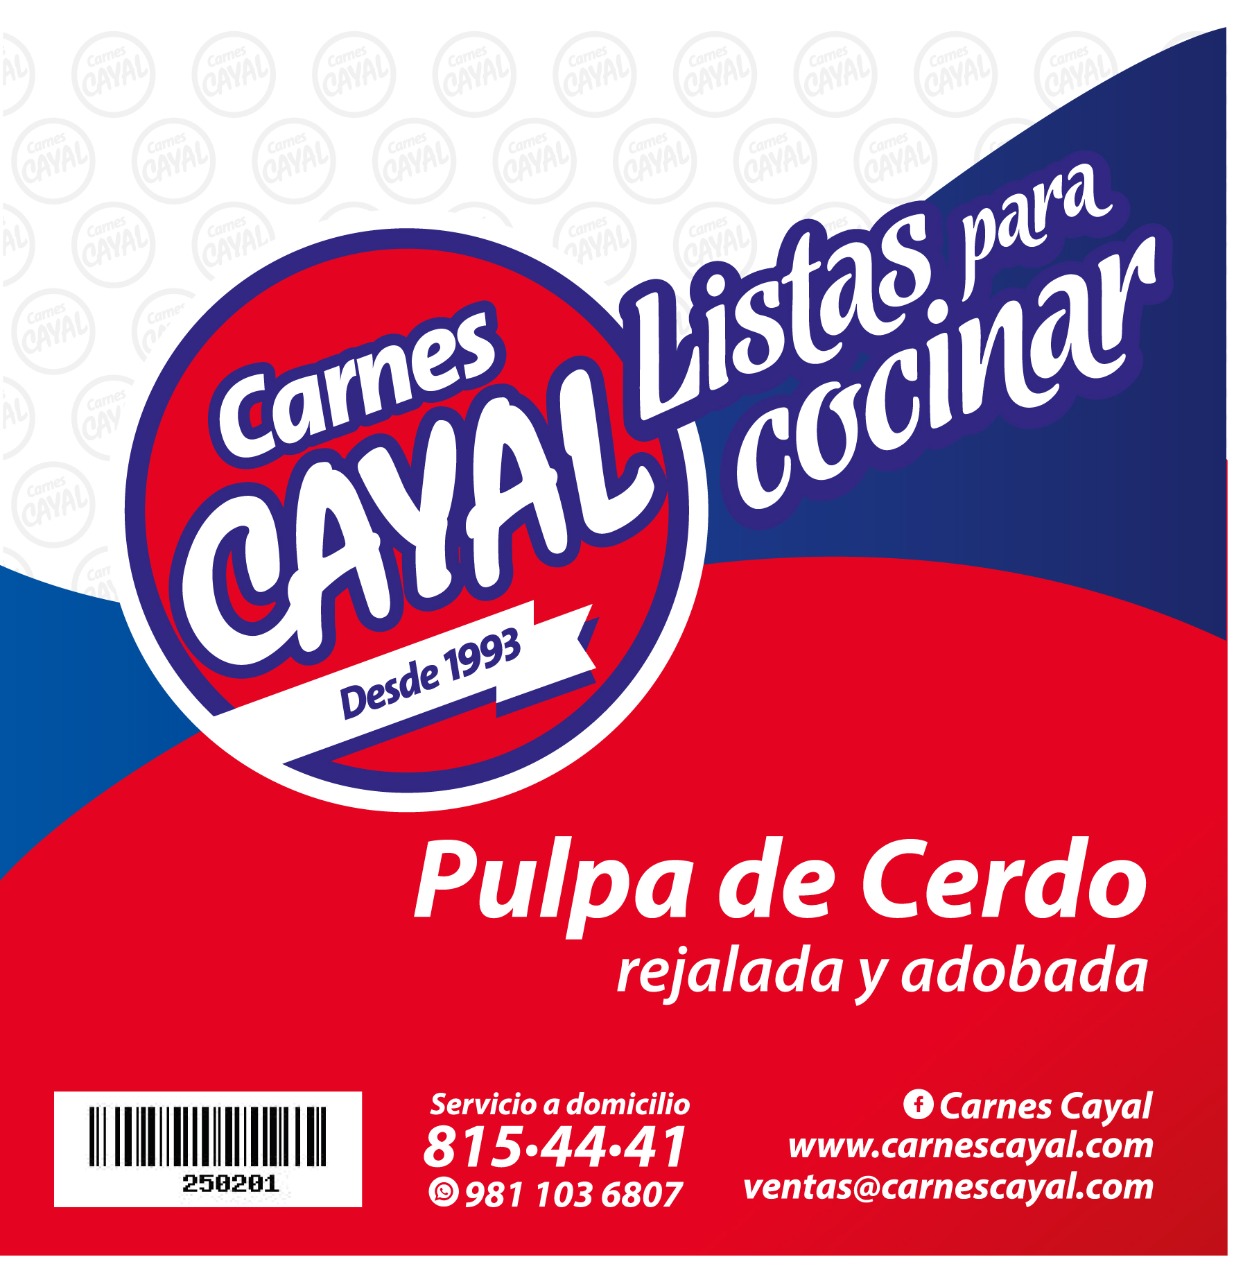 Listas para
cocinar
Carnes
CAYAL
Desde 1993
Pulpa de Cerdo
rejalada y adobada
250201
Servicio a domicilio
815•44•41
981 103 6807
Carnes Cayal
www.carnescayal.com
ventas@carnescayal.com